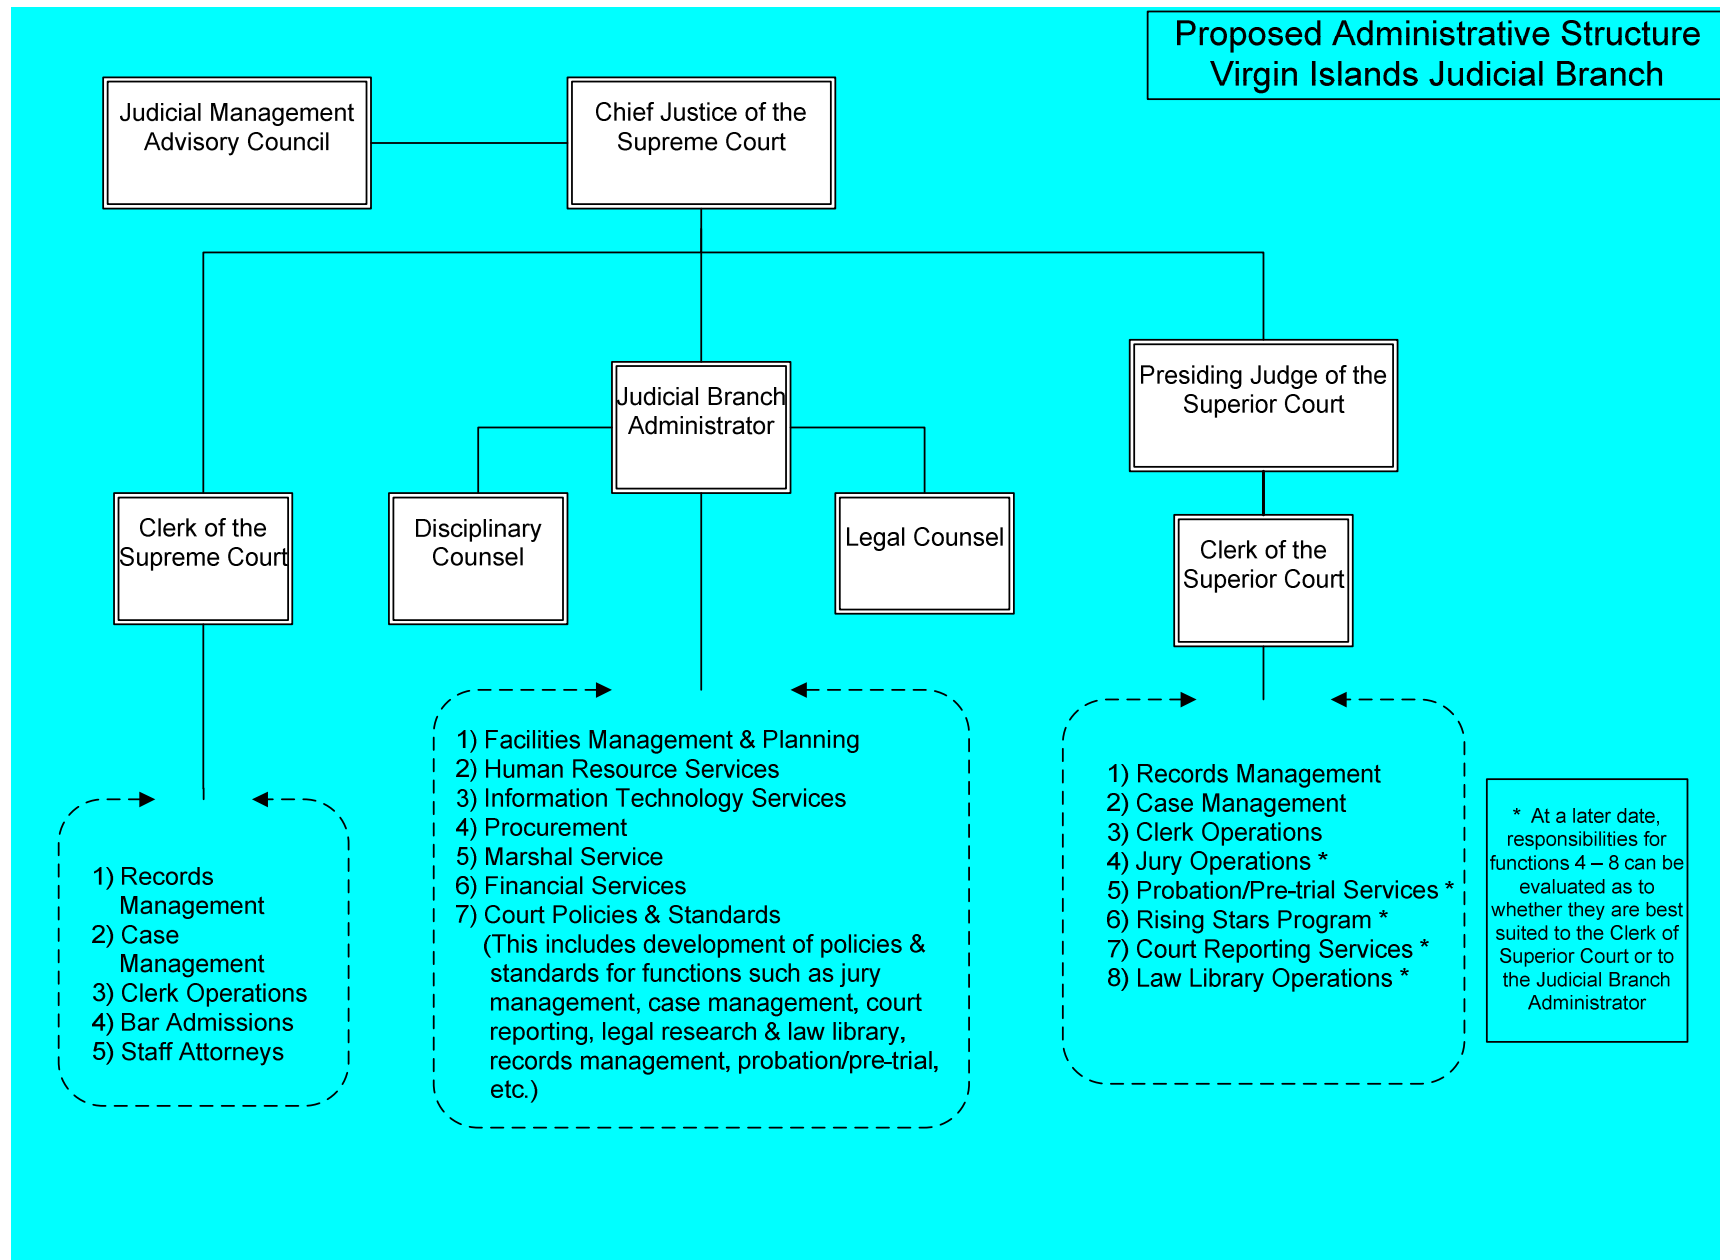 Proposed Administrative Structure
Virgin Islands Judicial Branch
Judicial Management
Advisory Council
Chief Justice of the
Supreme Court
Judicial Branch
Administrator
Presiding Judge of the
Superior Court
Clerk of the
Supreme Court
Disciplinary
Counsel
Legal Counsel
Clerk of the
Superior Court
1) Records
Management
2) Case
Management
3) Clerk Operations
4) Bar Admissions
5) Staff Attorneys
1) Facilities Management & Planning
2) Human Resource Services
3) Information Technology Services
4) Procurement
5) Marshal Service
6) Financial Services
7) Court Policies & Standards
(This includes development of policies &
standards for functions such as jury
management, case management, court
reporting, legal research & law library,
records management, probation/pre-trial,
etc.)
1) Records Management
2) Case Management
3) Clerk Operations
4) Jury Operations *
5) Probation/Pre-trial Services *
6) Rising Stars Program *
7) Court Reporting Services *
8) Law Library Operations *
* At a later date,
responsibilities for
functions 4 – 8 can be
evaluated as to
whether they are best
suited to the Clerk of
Superior Court or to
the Judicial Branch
Administrator